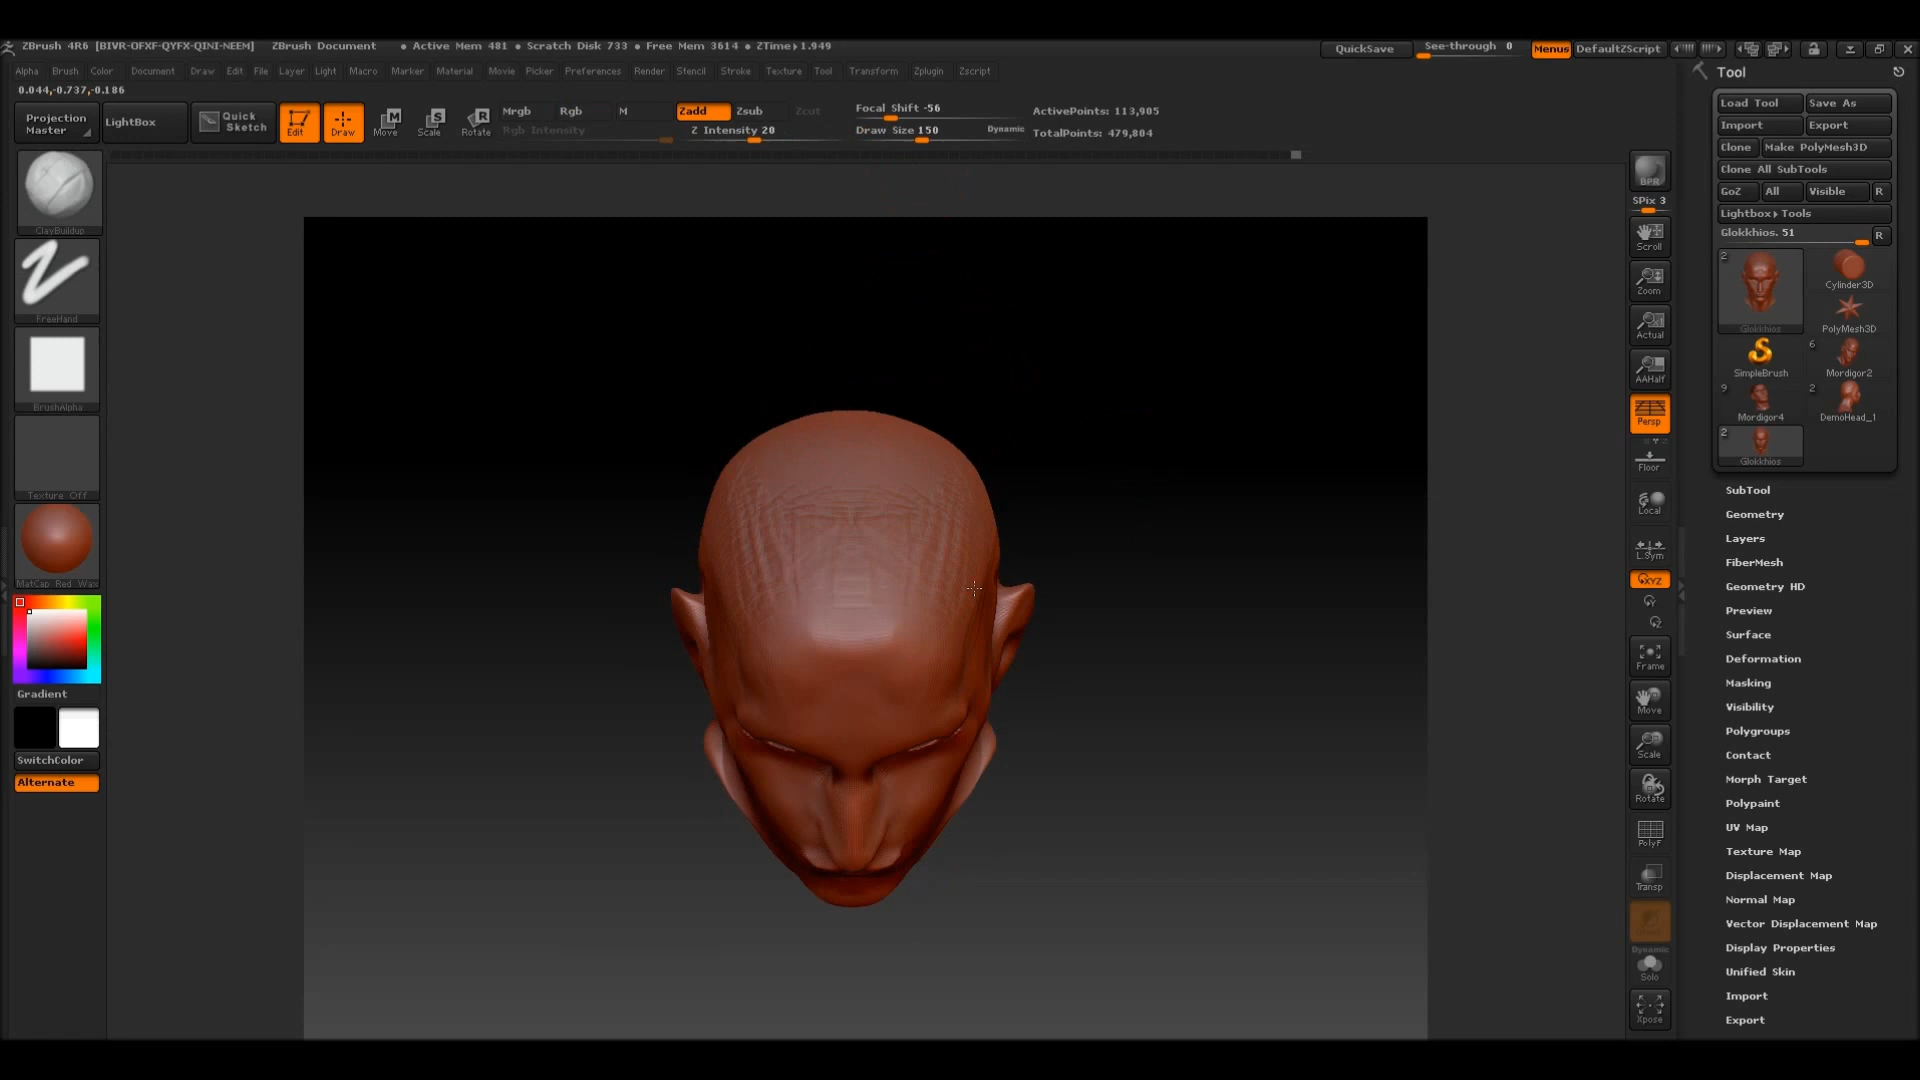 ZBrush 4R6 [BIVR-OFXF-QYFX-QINI-NEEM] ZBrush Document • Active Mem 481 • Scratch Disk 733 • Free Mem 3614 • ZTime▸1.949 QuickSave See-through 0 Menus DefaultZScript
Alpha Brush Color Document Draw Edit File Layer Light Macro Marker Material Movie Picker Preferences Render Stencil Stroke Texture Tool Transform Zplugin Zscript
0.044,-0.737,-0.186
Projection Master
LightBox
Quick Sketch
Edit
Draw
M
Move
S
Scale
R
Rotate
Mrgb Rgb M
Rgb Intensity
Zadd Zsub Zcut
Z Intensity 20
Focal Shift -56
Draw Size 150 Dynamic
ActivePoints: 113,905
TotalPoints: 479,804
ClayBuildup
FreeHand
BrushAlpha
Texture Off
MatCap Red Wax
Gradient
SwitchColor
Alternate
BPR
SPix 3
Scroll
Zoom
Actual
AAHalf
Persp
Floor
Local
L.Sym
XYZ
Y
Z
Frame
Move
Scale
Rotate
PolyF
Transp
Dynamic
Solo
Xpose
Tool
Load Tool Save As
Import Export
Clone Make PolyMesh3D
Clone All SubTools
GoZ All Visible R
Lightbox▸Tools
Glokkhios. 51 R
2
Glokkhios
Cylinder3D
PolyMesh3D
SimpleBrush
6
Mordigor2
9
Mordigor4
2
DemoHead_1
2
Glokkhios
SubTool
Geometry
Layers
FiberMesh
Geometry HD
Preview
Surface
Deformation
Masking
Visibility
Polygroups
Contact
Morph Target
Polypaint
UV Map
Texture Map
Displacement Map
Normal Map
Vector Displacement Map
Display Properties
Unified Skin
Import
Export